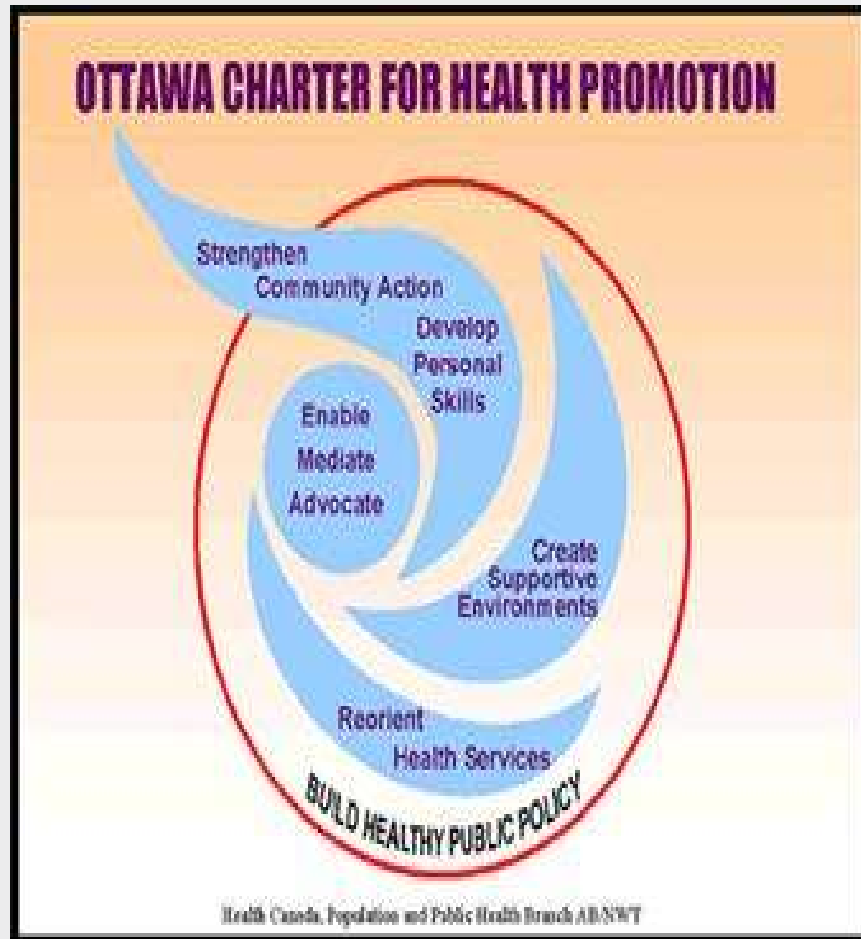 OTTAWA CHARTER FOR HEALTH PROMOTION
Strengthen
Community Action
Develop
Personal
Skills
Enable
Mediate
Advocate
Create
Supportive
Environments
Reorient
Health Services
BUILD HEALTHY PUBLIC POLICY
Health Canada, Population and Public Health Branch AB/NWT